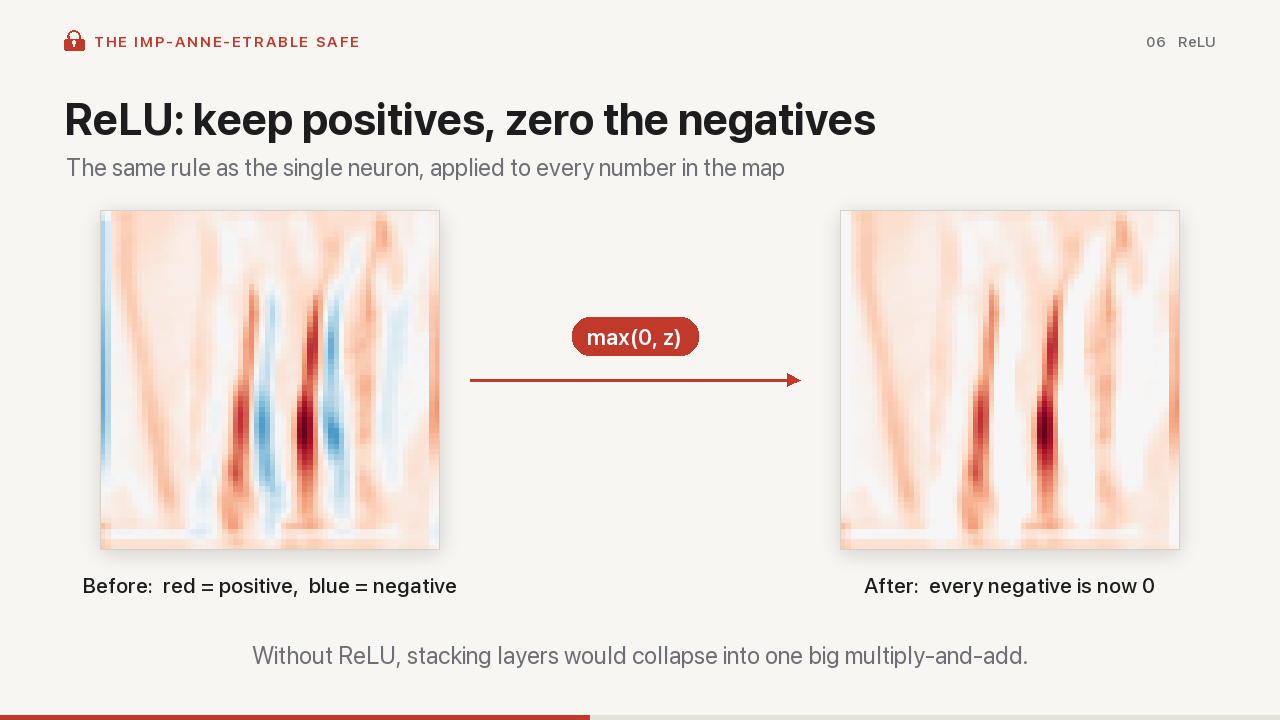 THE IMP-ANNE-ETRABLE SAFE
06 ReLU
ReLU: keep positives, zero the negatives
The same rule as the single neuron, applied to every number in the map
max(0, z)
Before: red = positive, blue = negative
After: every negative is now 0
Without ReLU, stacking layers would collapse into one big multiply-and-add.